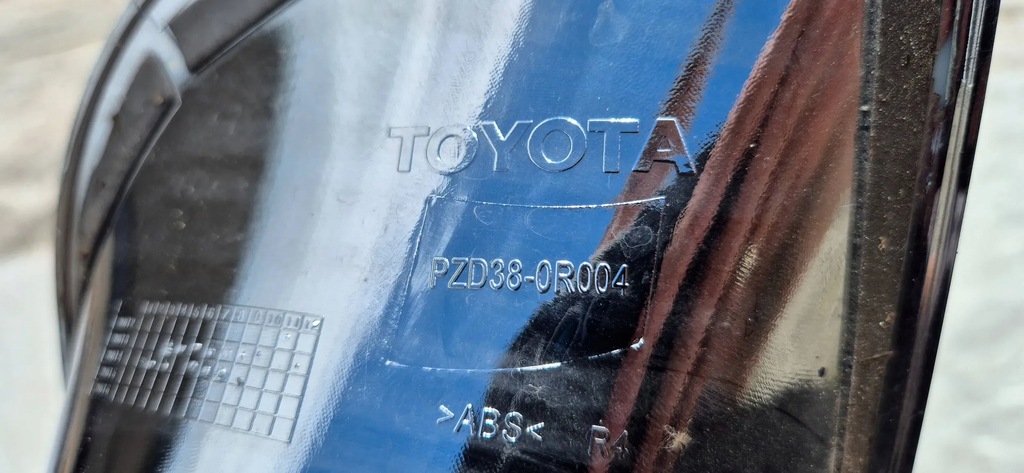 TOYOTA
PZD38-0R004
>ABS<
R4